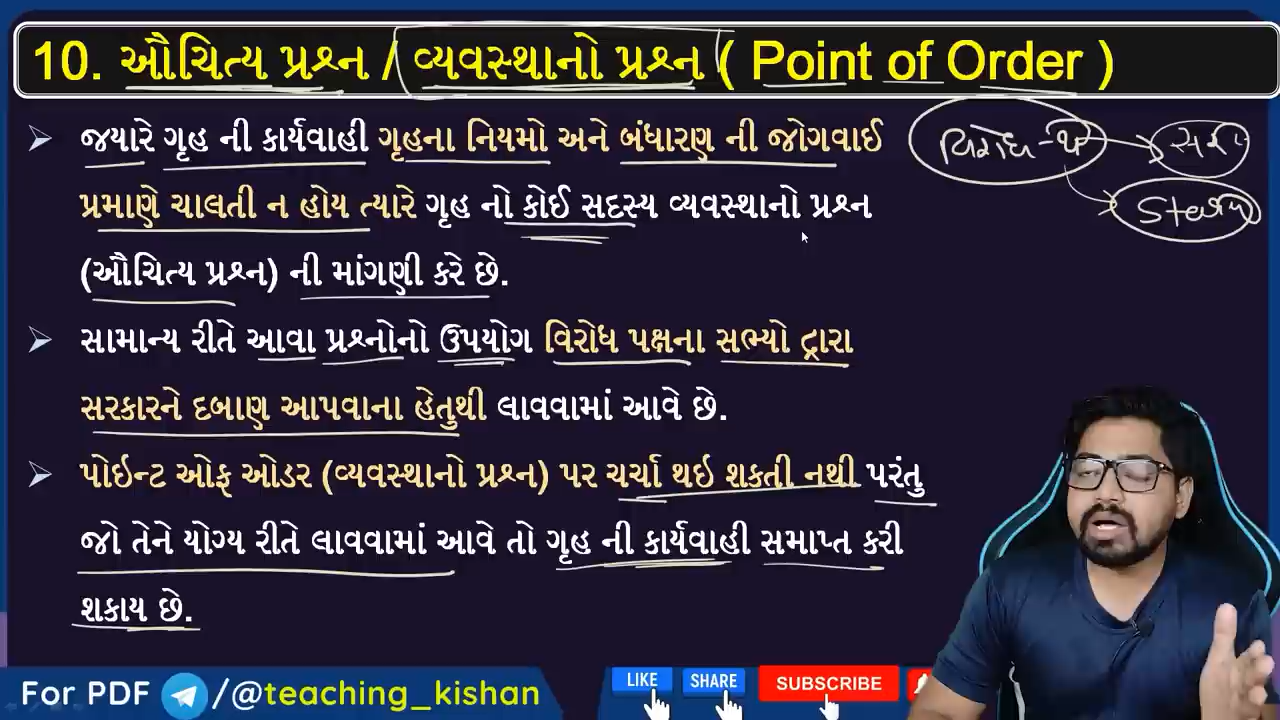 10. ઔચિત્ય પ્રશ્ન / વ્યવસ્થાનો પ્રશ્ન ( Point of Order )
➢ જયારે ગૃહ ની કાર્યવાહી ગૃહના નિયમો અને બંધારણ ની જોગવાઈ
પ્રમાણે ચાલતી ન હોય ત્યારે ગૃહ નો કોઈ સદસ્ય વ્યવસ્થાનો પ્રશ્ન
(ઔચિત્ય પ્રશ્ન) ની માંગણી કરે છે.
➢ સામાન્ય રીતે આવા પ્રશ્નોનો ઉપયોગ વિરોધ પક્ષના સભ્યો દ્વારા
સરકારને દબાણ આપવાના હેતુથી લાવવામાં આવે છે.
➢ પોઇન્ટ ઓફ ઓડર (વ્યવસ્થાનો પ્રશ્ન) પર ચર્ચા થઇ શકતી નથી પરંતુ
જો તેને યોગ્ય રીતે લાવવામાં આવે તો ગૃહ ની કાર્યવાહી સમાપ્ત કરી
શકાય છે.
For PDF /@teaching_kishan
LIKE SHARE SUBSCRIBE